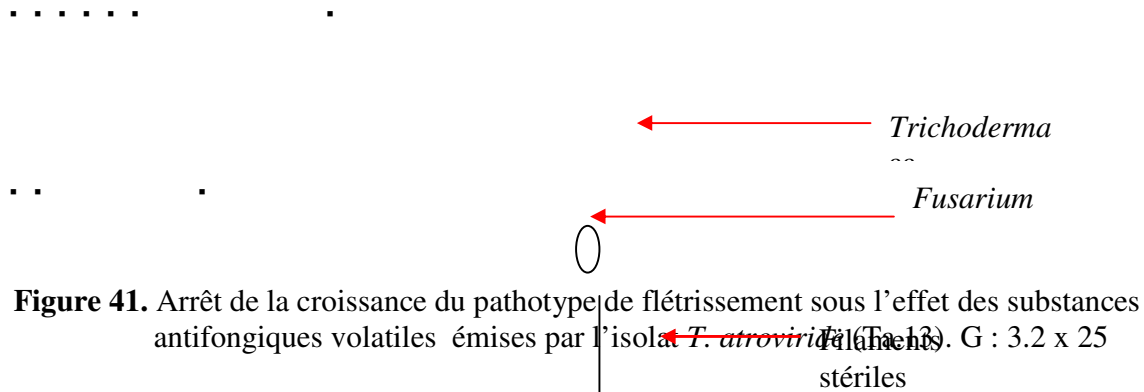 Trichoderma
Fusarium
Figure 41. Arrêt de la croissance du pathotype de flétrissement sous l'effet des substances
antifongiques volatiles émises par l'isolat T. atroviride (Ta.13). G : 3.2 x 25
Filaments
stériles